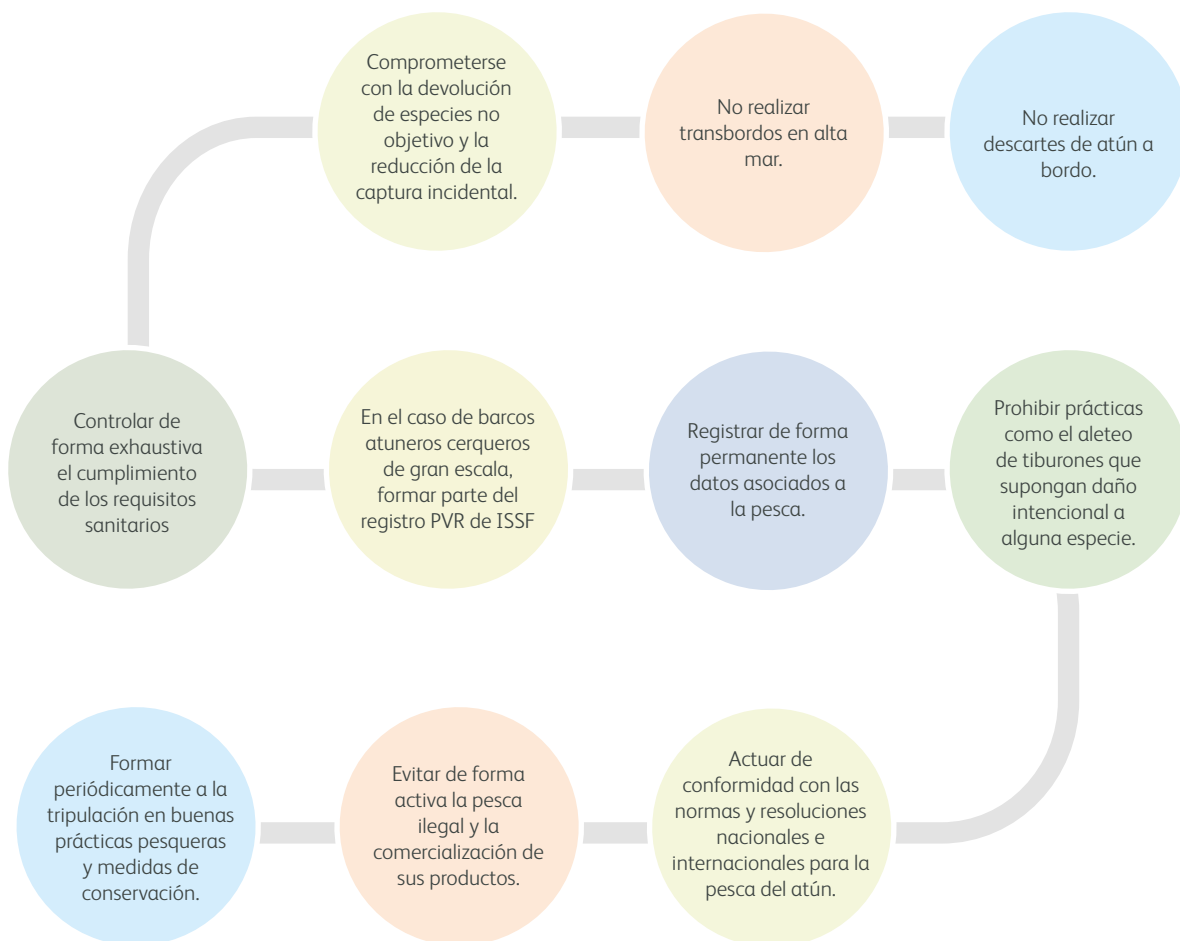 Comprometerse
con la devolución
de especies no
objetivo y la
reducción de la
captura incidental.
No realizar
transbordos en alta
mar.
No realizar
descartes de atún a
bordo.
Controlar de
forma exhaustiva
el cumplimiento
de los requisitos
sanitarios
En el caso de barcos
atuneros cerqueros
de gran escala,
formar parte del
registro PVR de ISSF
Registrar de forma
permanente los
datos asociados a
la pesca.
Prohibir prácticas
como el aleteo
de tiburones que
supongan daño
intencional a
alguna especie.
Formar
periódicamente a la
tripulación en buenas
prácticas pesqueras
y medidas de
conservación.
Evitar de forma
activa la pesca
ilegal y la
comercialización de
sus productos.
Actuar de
conformidad con las
normas y resoluciones
nacionales e
internacionales para la
pesca del atún.